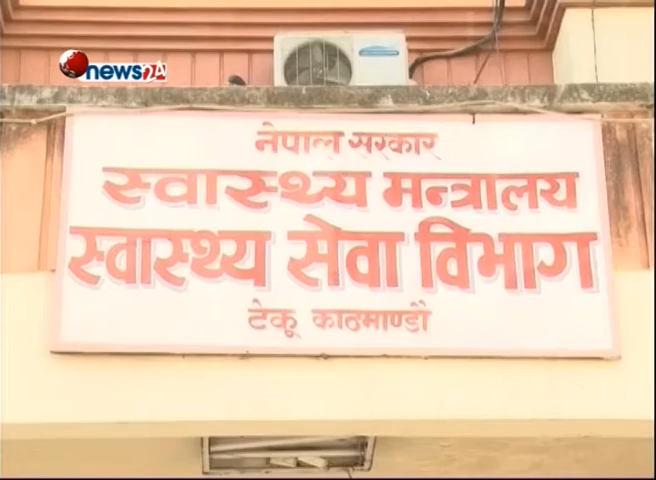 news24
नेपाल सरकार
स्वास्थ्य मन्त्रालय
स्वास्थ्य सेवा विभाग
टेकू काठमाण्डौ